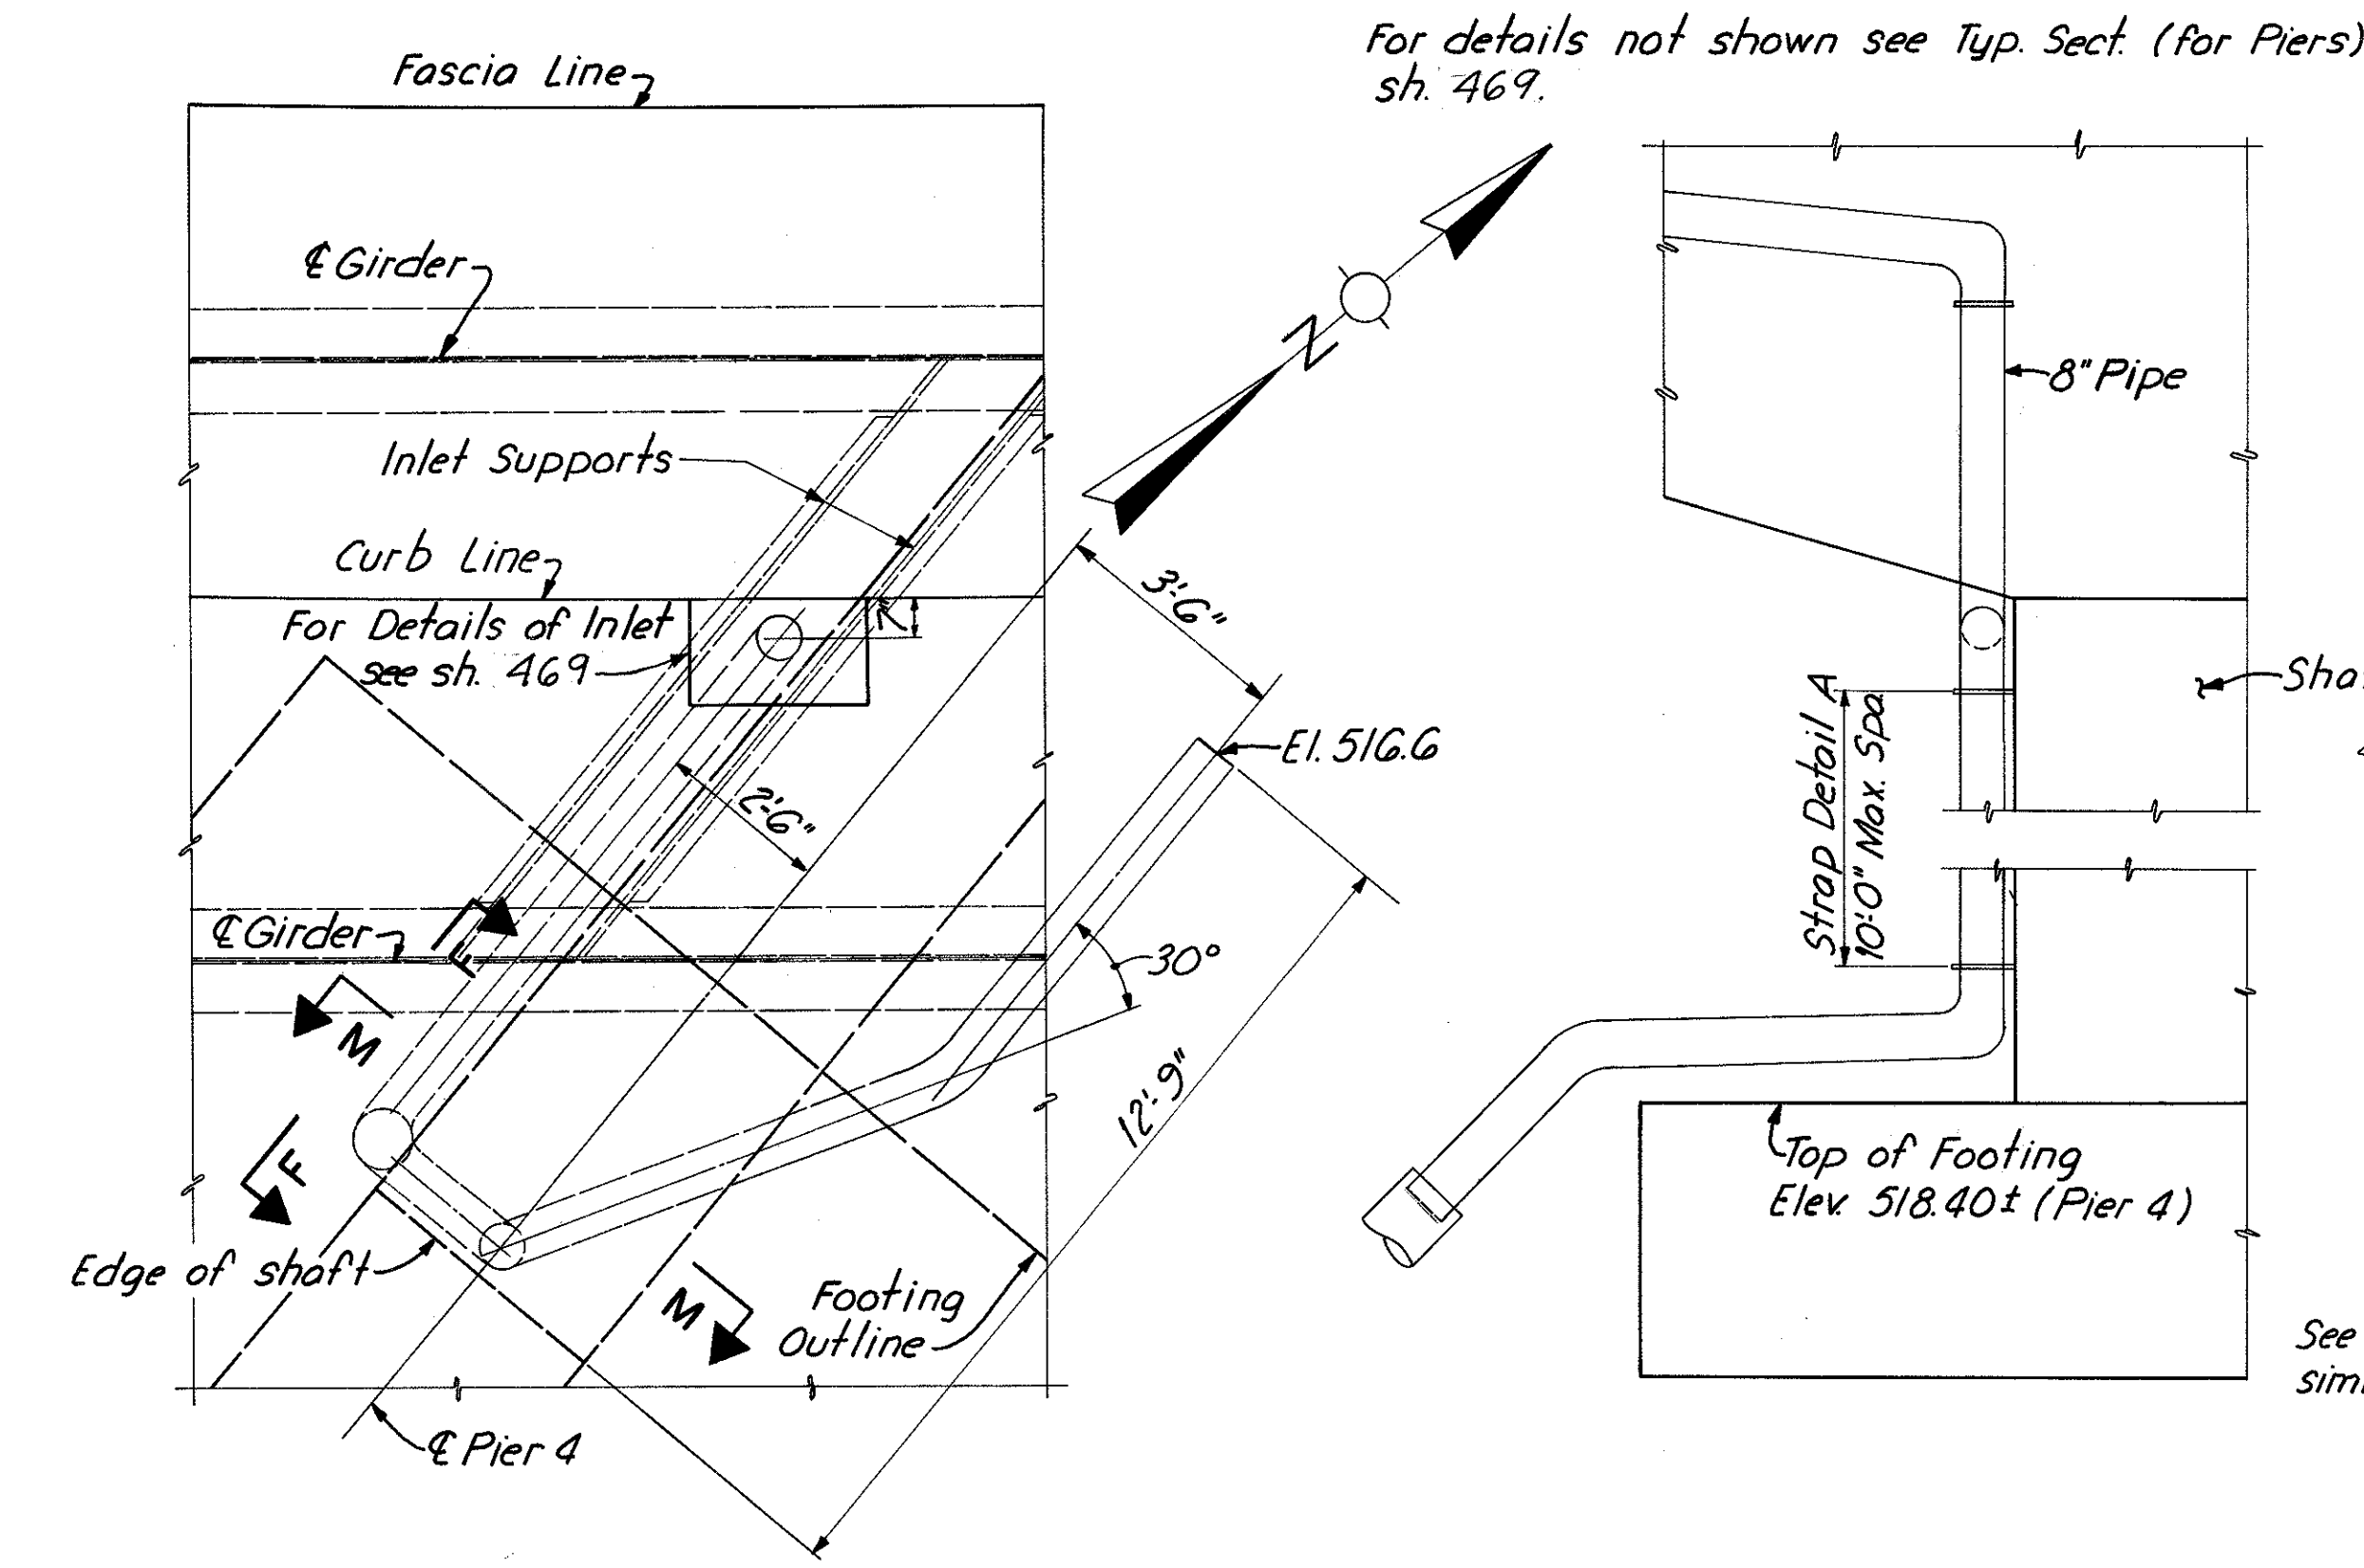 For details not shown see Typ. Sect. (for Piers)
sh. 469.
Fascia Line
℄ Girder
Inlet Supports
Curb Line
For Details of Inlet
see sh. 469
K
N
3'-6"
2'-6"
El. 516.6
30°
12'-9"
℄ Girder
F
M
F
M
Edge of shaft
Footing
Outline
℄ Pier 4
8" Pipe
Sha
Strap Detail A
10'-0" Max. Spa.
Top of Footing
Elev. 518.40± (Pier 4)
See
sim